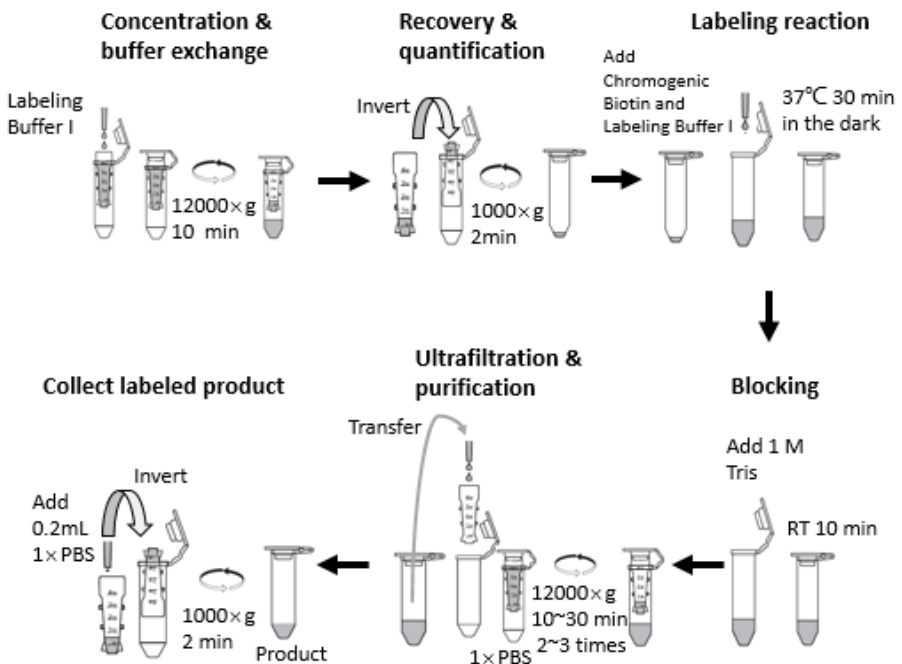 Concentration &
buffer exchange
Labeling
Buffer I
12000×g
10 min
Recovery &
quantification
Invert
1000×g
2min
Labeling reaction
Add
Chromogenic
Biotin and
Labeling Buffer I
37℃ 30 min
in the dark
Blocking
Add 1 M
Tris
RT 10 min
Ultrafiltration &
purification
Transfer
12000×g
10~30 min
2~3 times
1×PBS
Collect labeled product
Invert
Add
0.2mL
1×PBS
1000×g
2 min
Product